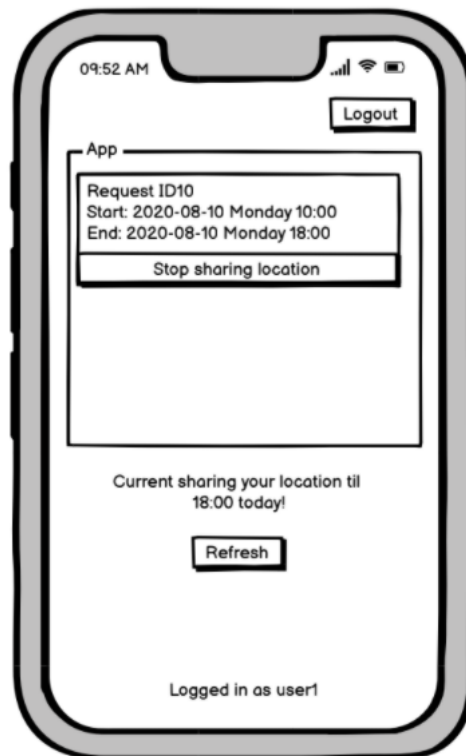 09:52 AM
Logout
App
Request ID10
Start: 2020-08-10 Monday 10:00
End: 2020-08-10 Monday 18:00
Stop sharing location
Current sharing your location til
18:00 today!
Refresh
Logged in as user1